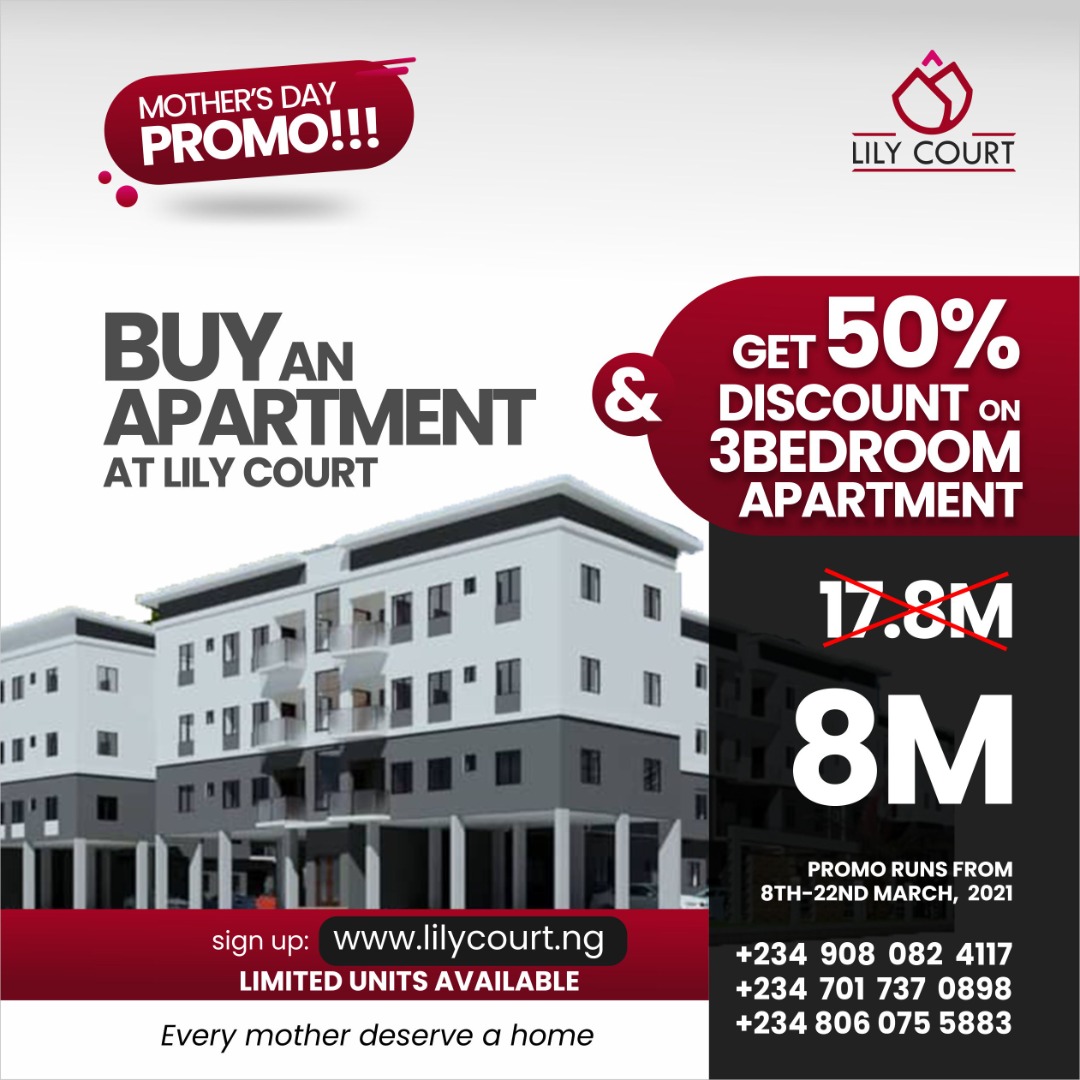 MOTHER'S DAY
PROMO!!!
LILY COURT
BUY AN
APARTMENT
AT LILY COURT
&
GET 50%
DISCOUNT ON
3BEDROOM
APARTMENT
17.8M
8M
PROMO RUNS FROM
8TH-22ND MARCH, 2021
+234 908 082 4117
+234 701 737 0898
+234 806 075 5883
sign up: www.lilycourt.ng
LIMITED UNITS AVAILABLE
Every mother deserve a home